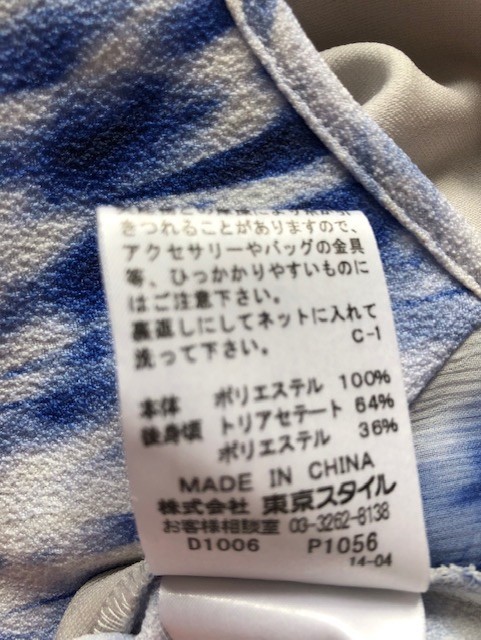 きつれることがありますので、
アクセサリーやバッグの金具
等、ひっかかりやすいものに
はご注意下さい。
裏返しにしてネットに入れて
洗って下さい。 C-1
本体 ポリエステル 100%
後身頃 トリアセテート 64%
ポリエステル 36%
MADE IN CHINA
株式会社 東京スタイル
お客様相談室 03-3262-8138
D1006 P1056
14-04